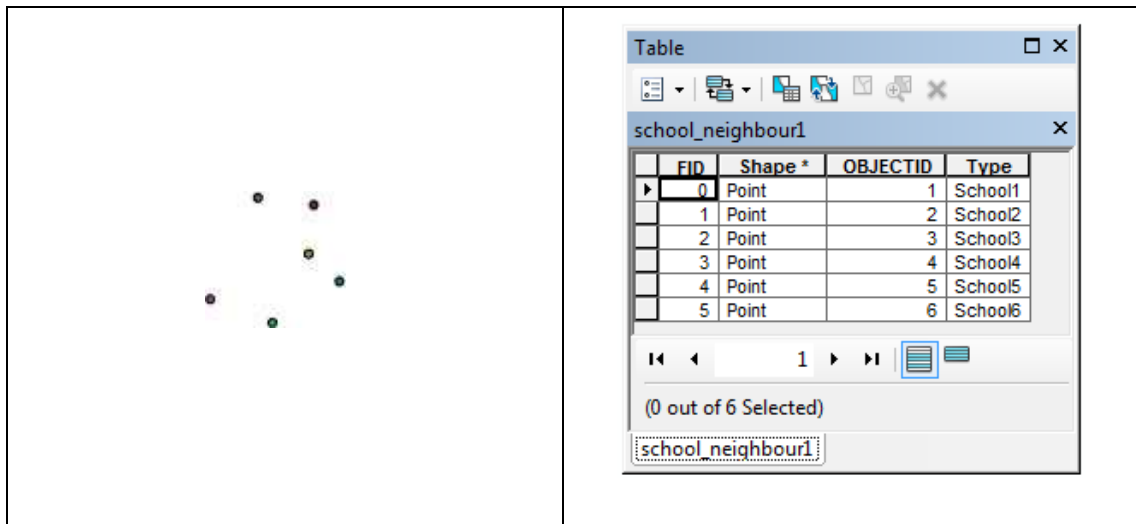 Table
school_neighbour1
FID Shape * OBJECTID Type
0 Point 1 School1
1 Point 2 School2
2 Point 3 School3
3 Point 4 School4
4 Point 5 School5
5 Point 6 School6
1
(0 out of 6 Selected)
school_neighbour1